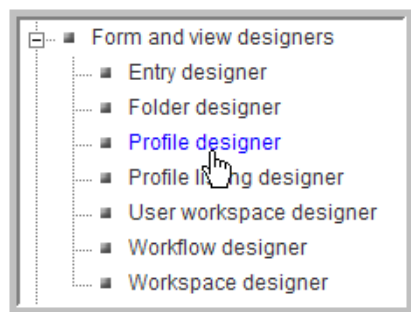 Form and view designers
Entry designer
Folder designer
Profile designer
Profile listing designer
User workspace designer
Workflow designer
Workspace designer